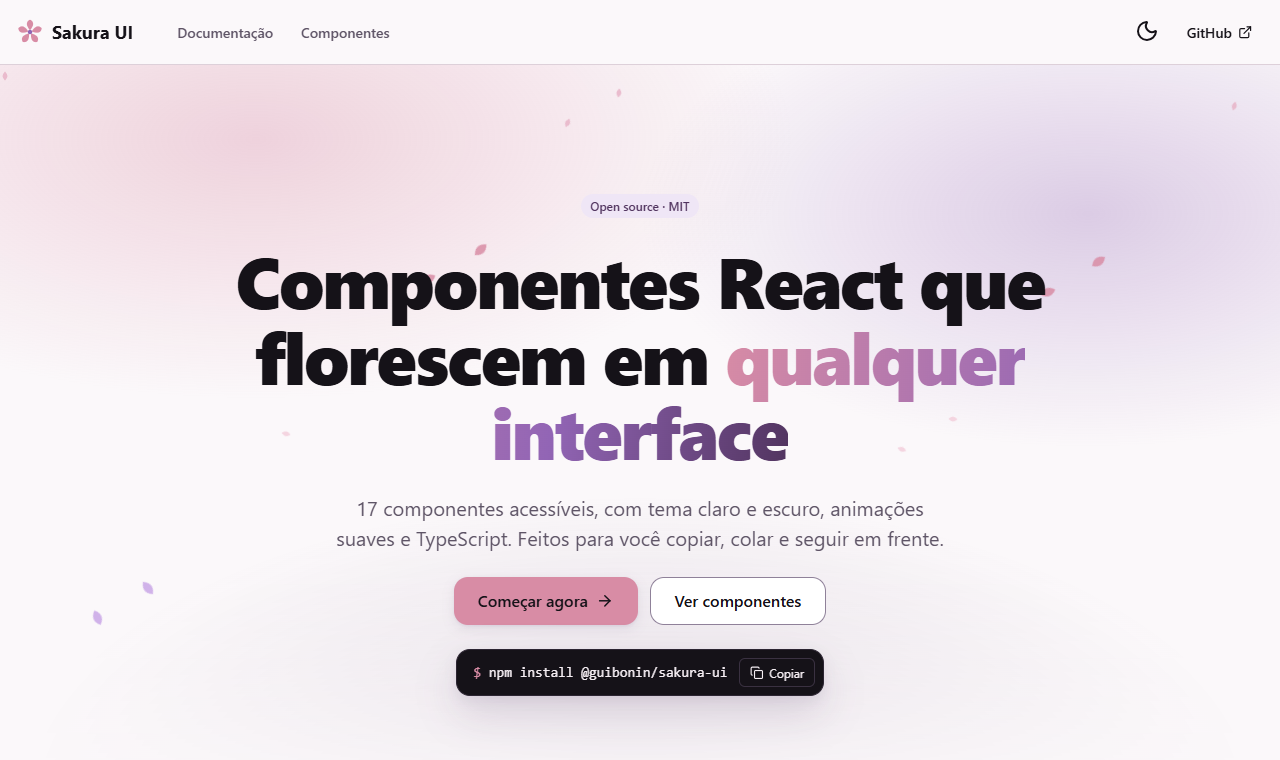 Sakura UI
Documentação
Componentes
GitHub
Open source · MIT
Componentes React que
florescem em qualquer
interface
17 componentes acessíveis, com tema claro e escuro, animações
suaves e TypeScript. Feitos para você copiar, colar e seguir em frente.
Começar agora
Ver componentes
$ npm install @guibonin/sakura-ui
Copiar